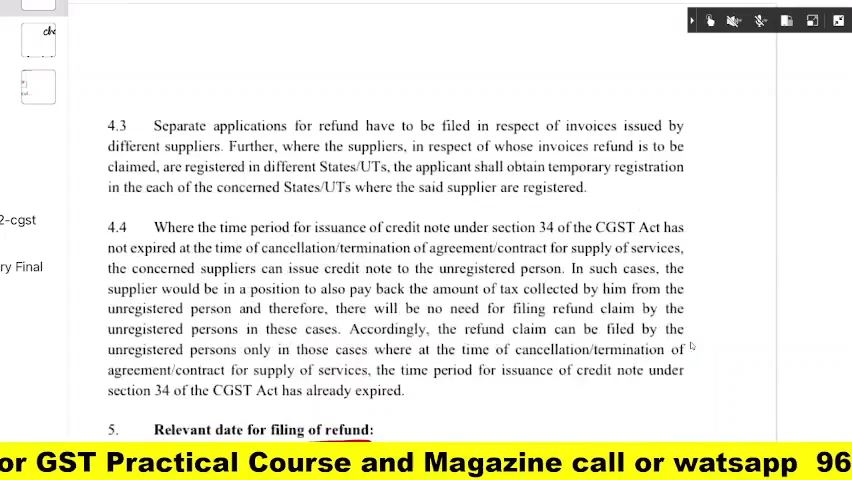 4.3 Separate applications for refund have to be filed in respect of invoices issued by
different suppliers. Further, where the suppliers, in respect of whose invoices refund is to be
claimed, are registered in different States/UTs, the applicant shall obtain temporary registration
in the each of the concerned States/UTs where the said supplier are registered.
2-cgst
4.4 Where the time period for issuance of credit note under section 34 of the CGST Act has
not expired at the time of cancellation/termination of agreement/contract for supply of services,
ry Final
the concerned suppliers can issue credit note to the unregistered person. In such cases, the
supplier would be in a position to also pay back the amount of tax collected by him from the
unregistered person and therefore, there will be no need for filing refund claim by the
unregistered persons in these cases. Accordingly, the refund claim can be filed by the
unregistered persons only in those cases where at the time of cancellation/termination of
agreement/contract for supply of services, the time period for issuance of credit note under
section 34 of the CGST Act has already expired.
5. Relevant date for filing of refund:
or GST Practical Course and Magazine call or watsapp 96